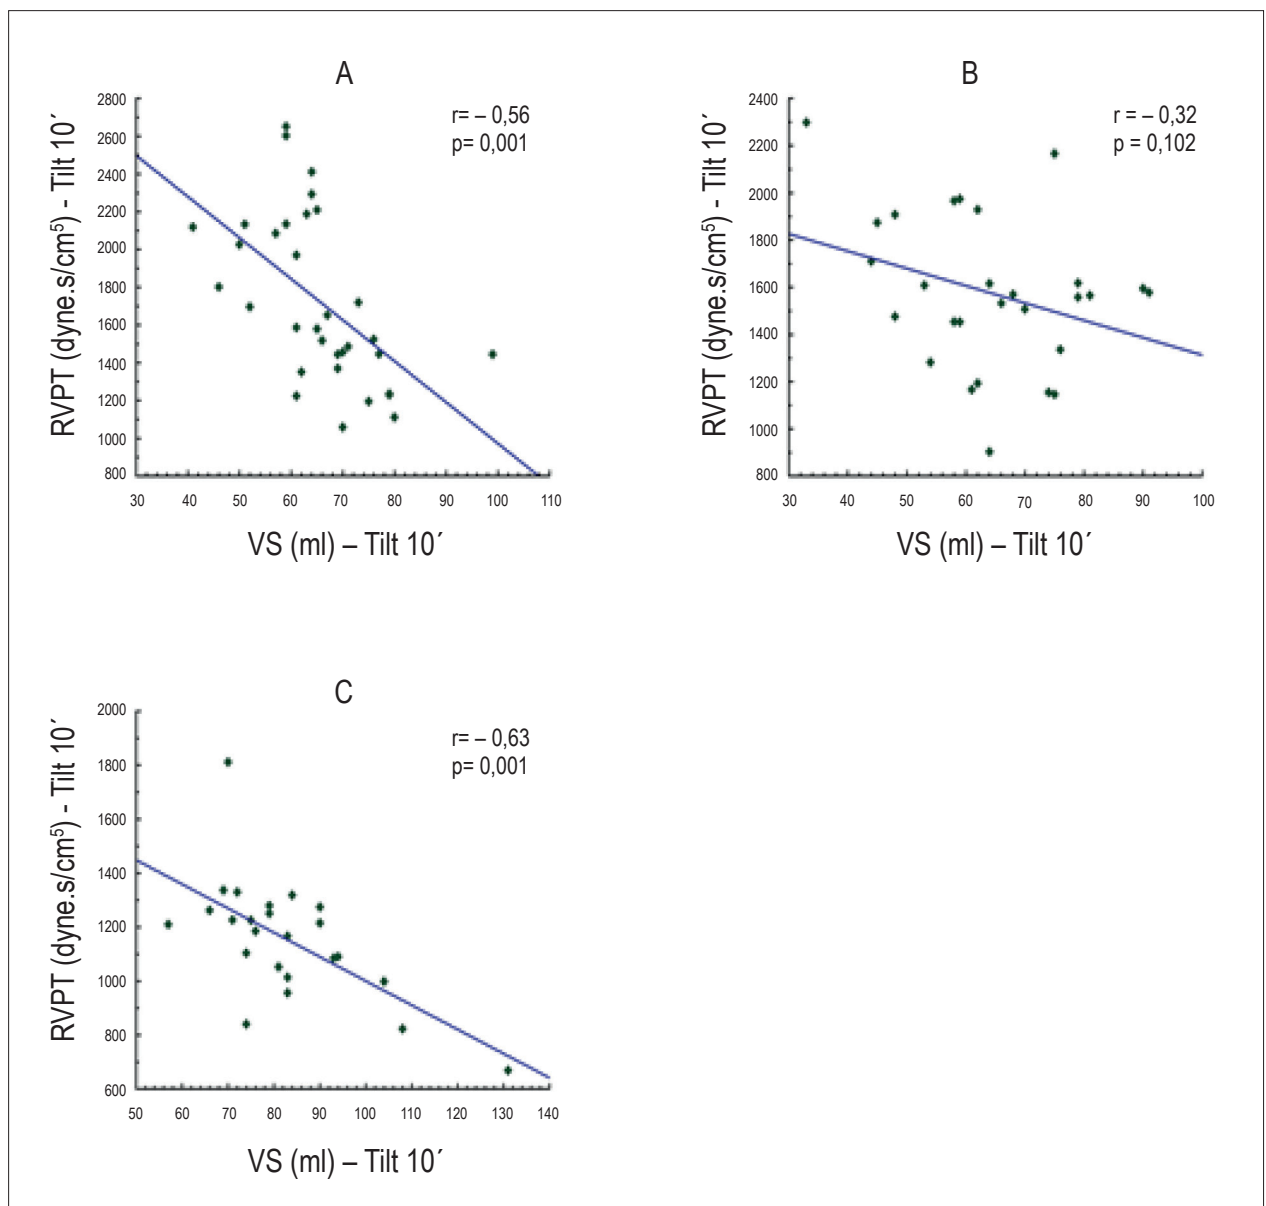 A
r= – 0,56
p= 0,001
RVPT (dyne.s/cm⁵) - Tilt 10´
2800
2600
2400
2200
2000
1800
1600
1400
1200
1000
800
30 40 50 60 70 80 90 100 110
VS (ml) – Tilt 10´
B
r = – 0,32
p = 0,102
RVPT (dyne.s/cm⁵) - Tilt 10´
2400
2200
2000
1800
1600
1400
1200
1000
800
30 40 50 60 70 80 90 100
VS (ml) – Tilt 10´
C
r= – 0,63
p= 0,001
RVPT (dyne.s/cm⁵) - Tilt 10´
2000
1800
1600
1400
1200
1000
800
600
50 60 70 80 90 100 110 120 130 140
VS (ml) – Tilt 10´